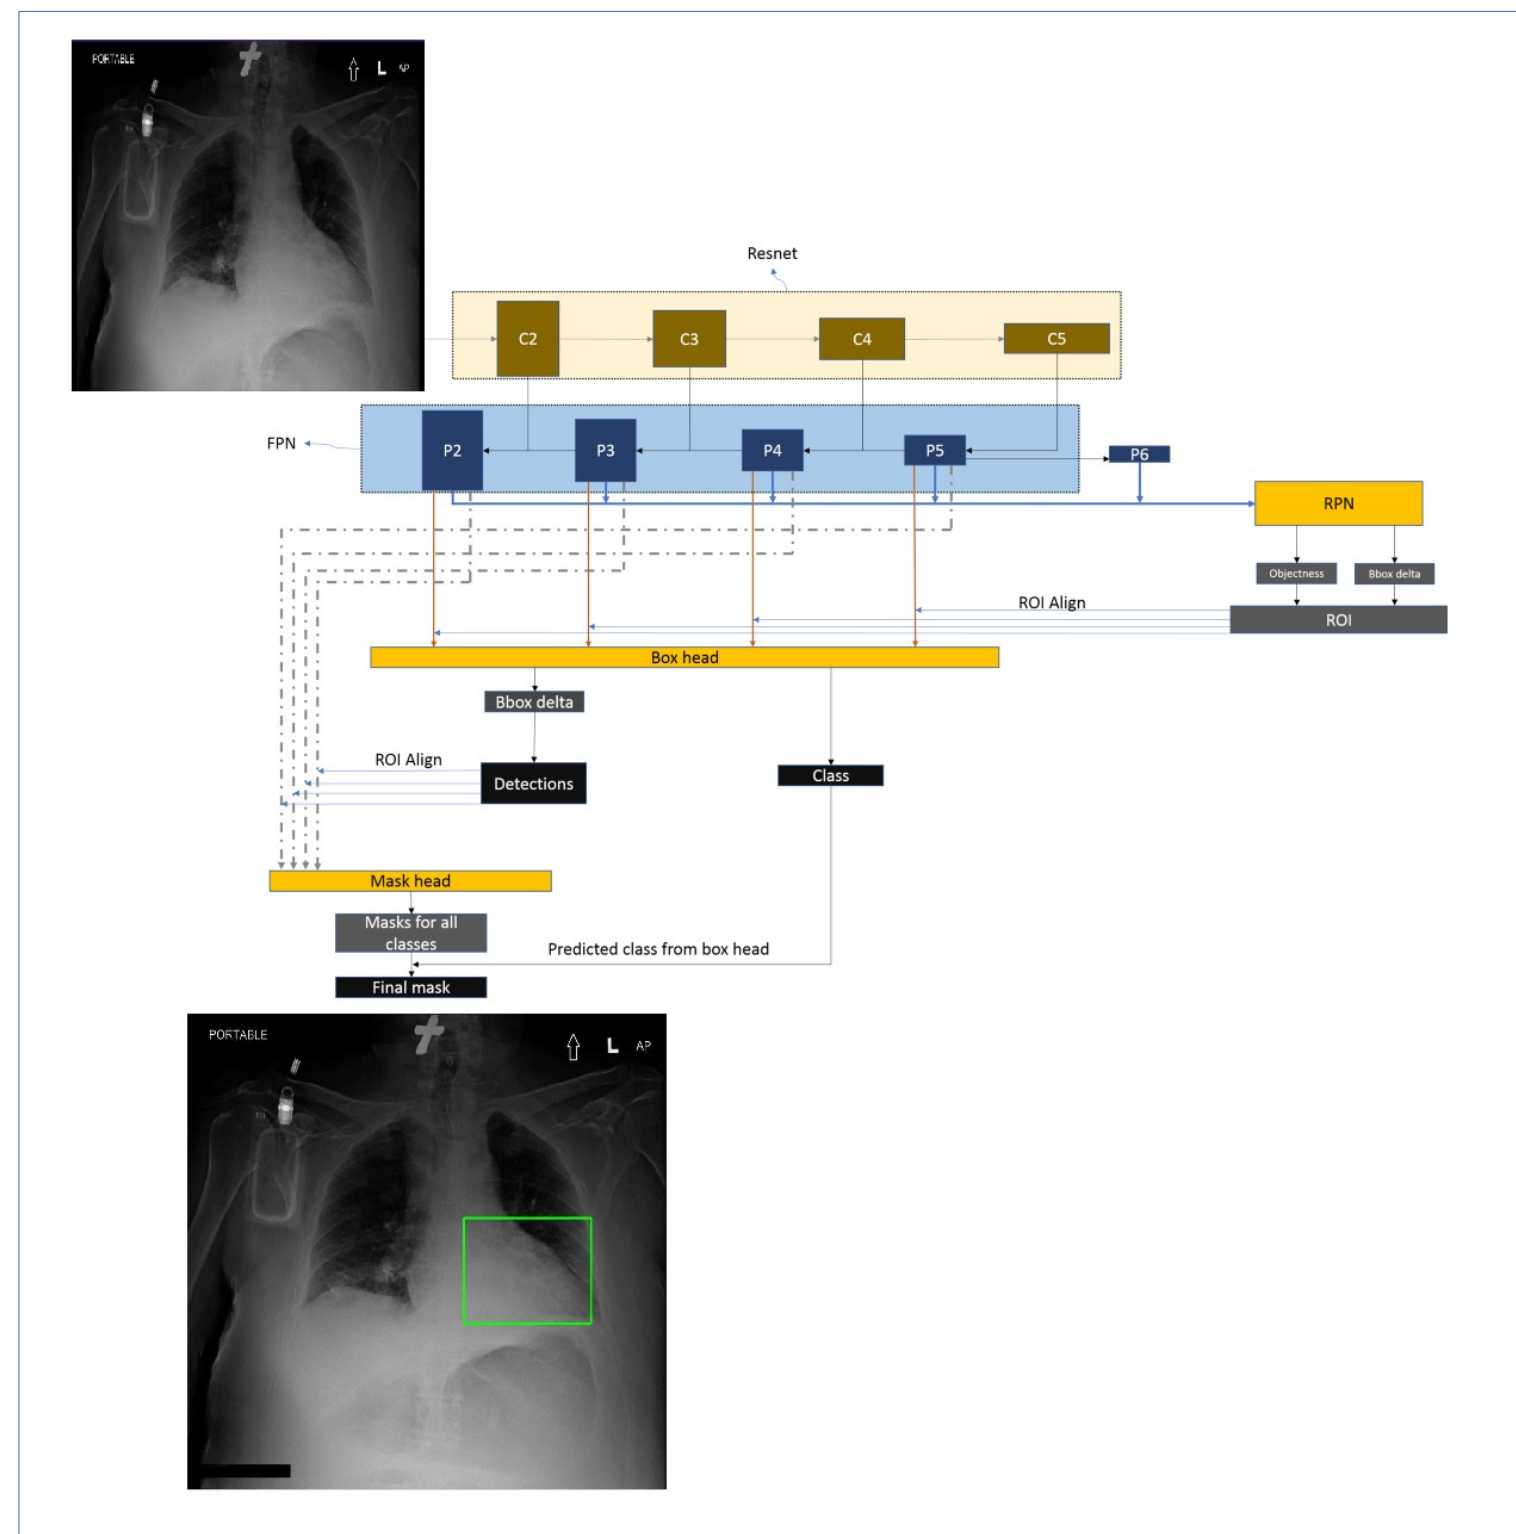 PORTABLE
L AP
Resnet
C2
C3
C4
C5
FPN
P2
P3
P4
P5
P6
RPN
Objectness
Bbox delta
ROI Align
ROI
Box head
Bbox delta
ROI Align
Detections
Class
Mask head
Masks for all
classes
Predicted class from box head
Final mask
PORTABLE
L AP